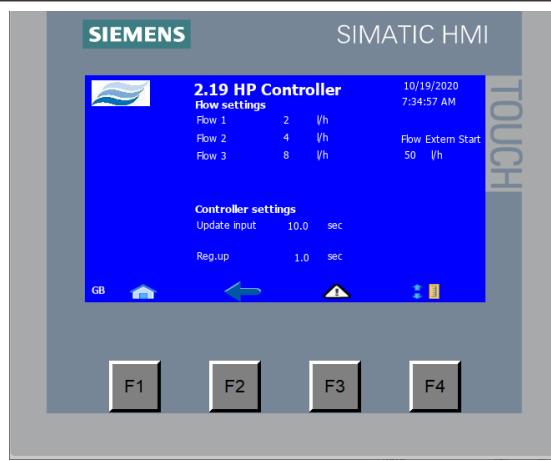 SIEMENS
SIMATIC HMI
TOUCH
2.19 HP Controller
10/19/2020
Flow settings
7:34:57 AM
Flow 1 2 l/h
Flow 2 4 l/h
Flow Extern Start
Flow 3 8 l/h
50 l/h
Controller settings
Update input 10.0 sec
Reg.up 1.0 sec
GB
F1 F2 F3 F4